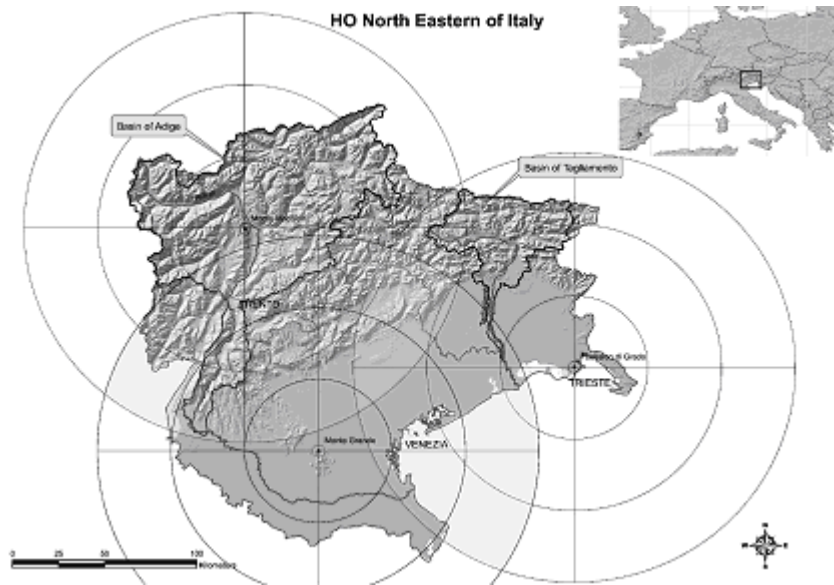 HO North Eastern of Italy
Basin of Adige
Basin of Tagliamento
TRENTO
TRIESTE
Monte Grande
VENEZIA
0 25 50 100
Kilometers
N
W E
S